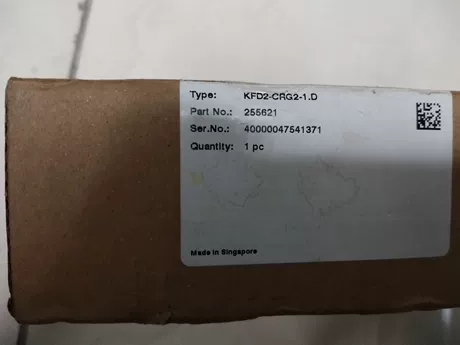 Type: KFD2-CRG2-1.D
Part No.: 255621
Ser.No.: 40000047541371
Quantity: 1 pc
Made in Singapore